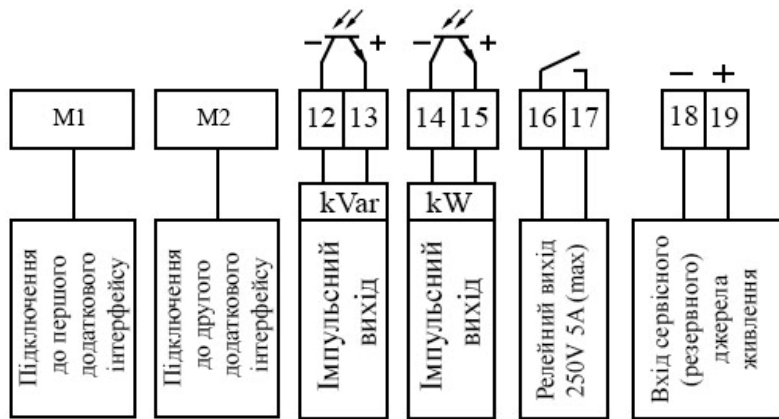 − + − +
− +
M1 M2 12 13 14 15 16 17 18 19
kVar kW
Підключення
до першого
додаткового
інтерфейсу
Підключення
до другого
додаткового
інтерфейсу
Імпульсний
вихід
Імпульсний
вихід
Релейний вихід
250V 5A (max)
Вхід сервісного
(резервного)
джерела
живлення